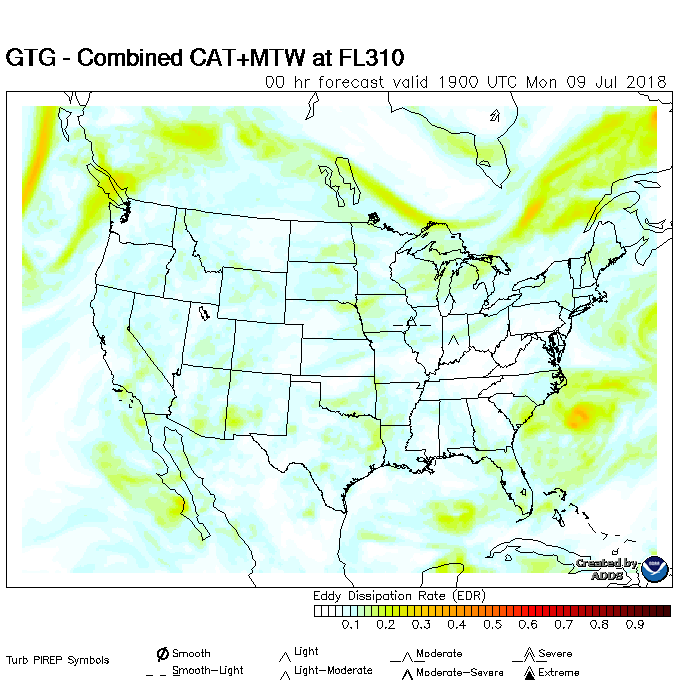 GTG - Combined CAT+MTW at FL310
00 hr forecast valid 1900 UTC Mon 09 Jul 2018
Created by
ADDS
Eddy Dissipation Rate (EDR)
0.1 0.2 0.3 0.4 0.5 0.6 0.7 0.8 0.9
Turb PIREP Symbols
Smooth Light Moderate Severe
Smooth-Light Light-Moderate Moderate-Severe Extreme